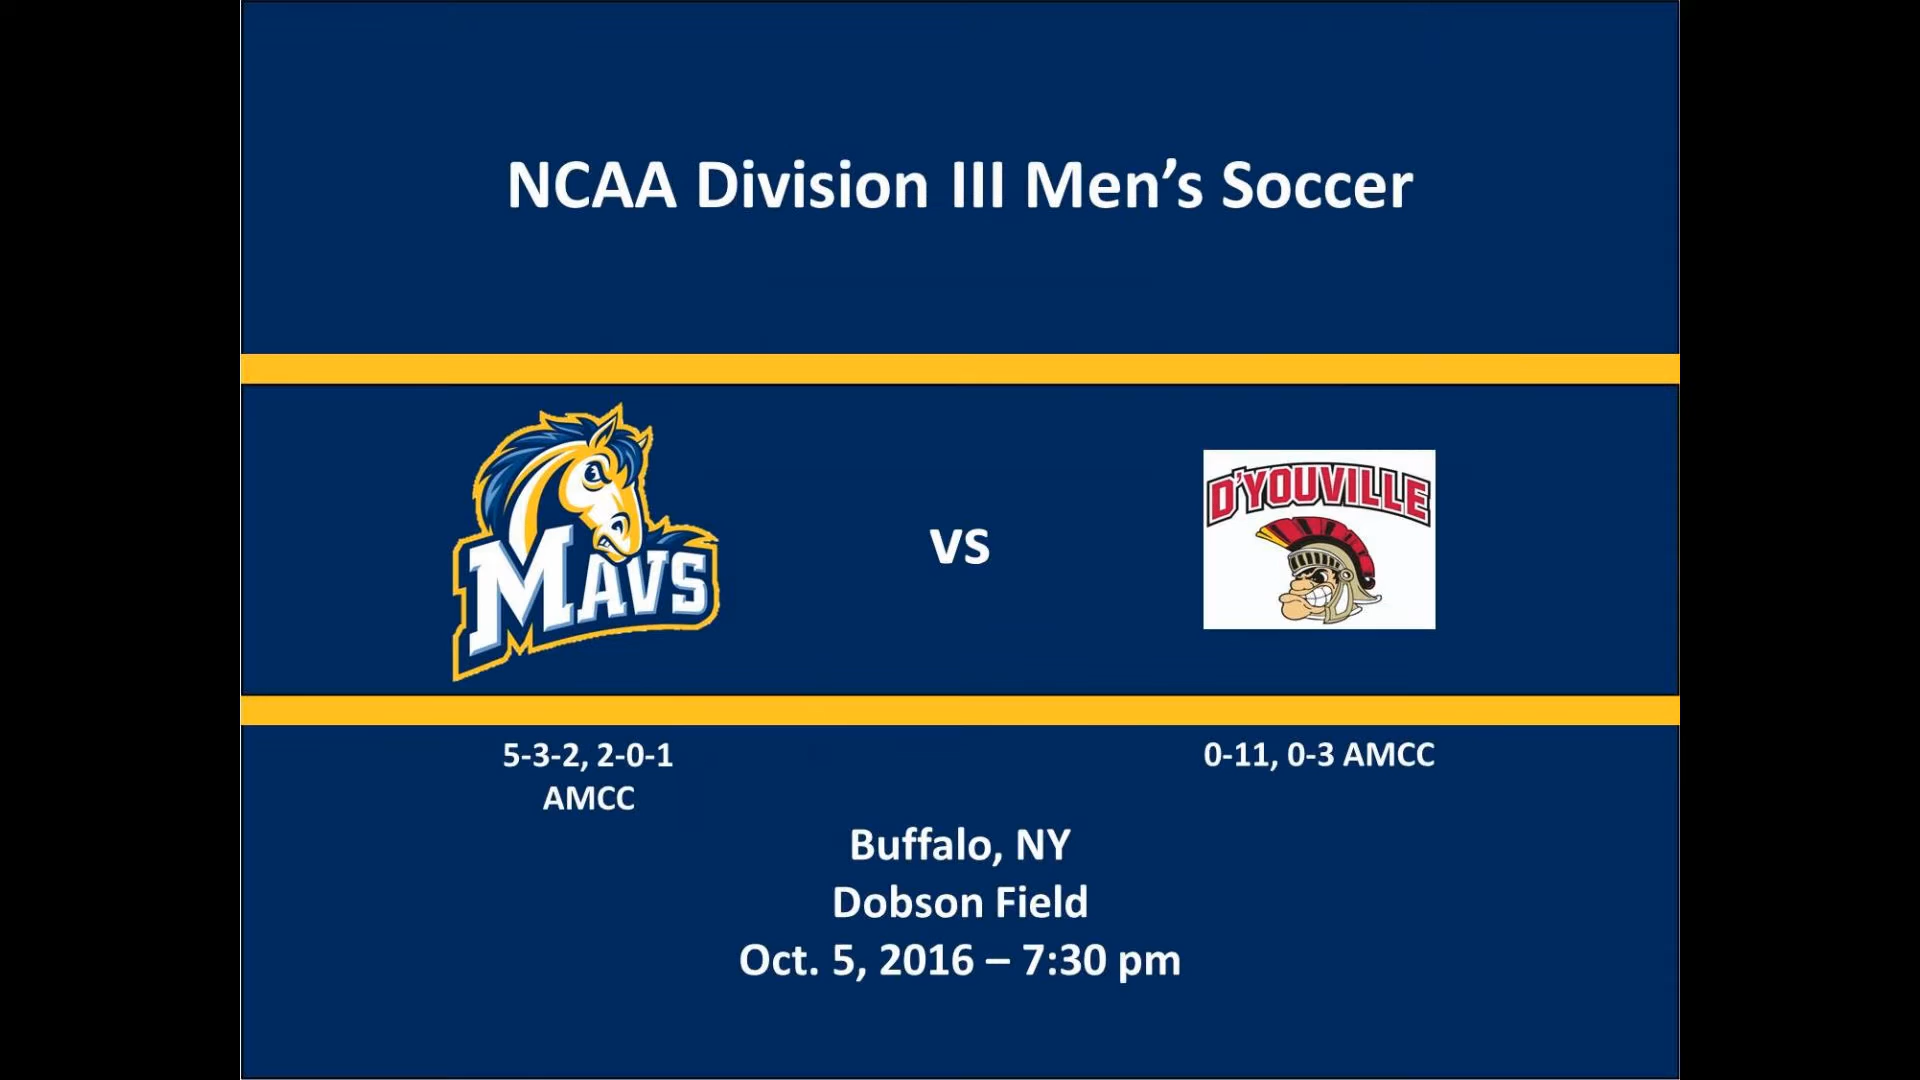 NCAA Division III Men’s Soccer
MAVS
vs
D'YOUVILLE
5-3-2, 2-0-1
AMCC
0-11, 0-3 AMCC
Buffalo, NY
Dobson Field
Oct. 5, 2016 – 7:30 pm